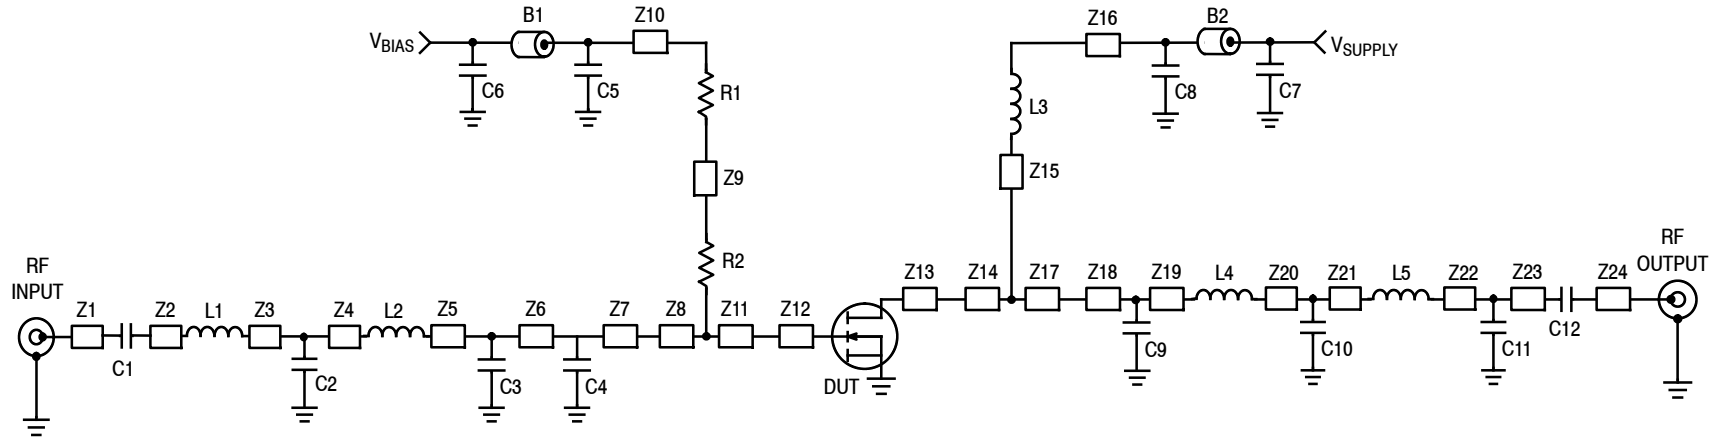 B1
Z10
V_BIAS
C6
C5
R1
Z9
R2
Z16
B2
V_SUPPLY
C8
C7
L3
Z15
RF
INPUT
Z1
C1
Z2
L1
Z3
C2
Z4
L2
Z5
C3
Z6
C4
Z7
Z8
Z11
Z12
DUT
Z13
Z14
Z17
Z18
C9
Z19
L4
Z20
C10
Z21
L5
Z22
C11
Z23
C12
Z24
RF
OUTPUT